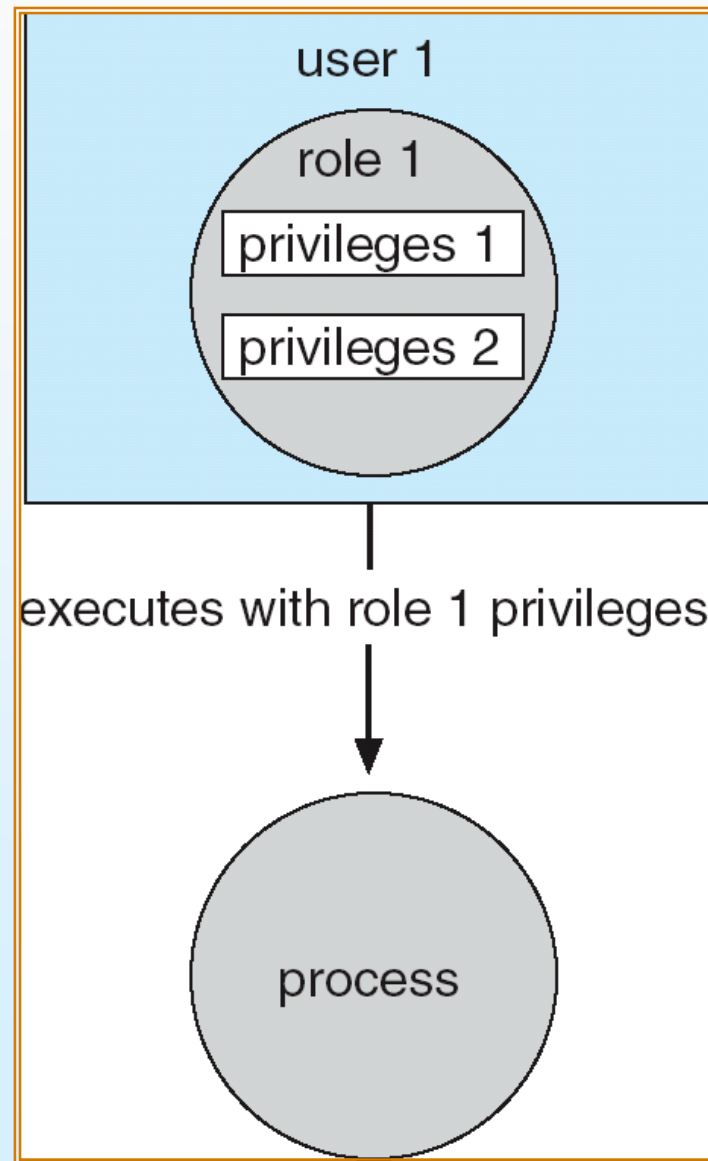 user 1
role 1
privileges 1
privileges 2
executes with role 1 privileges
process